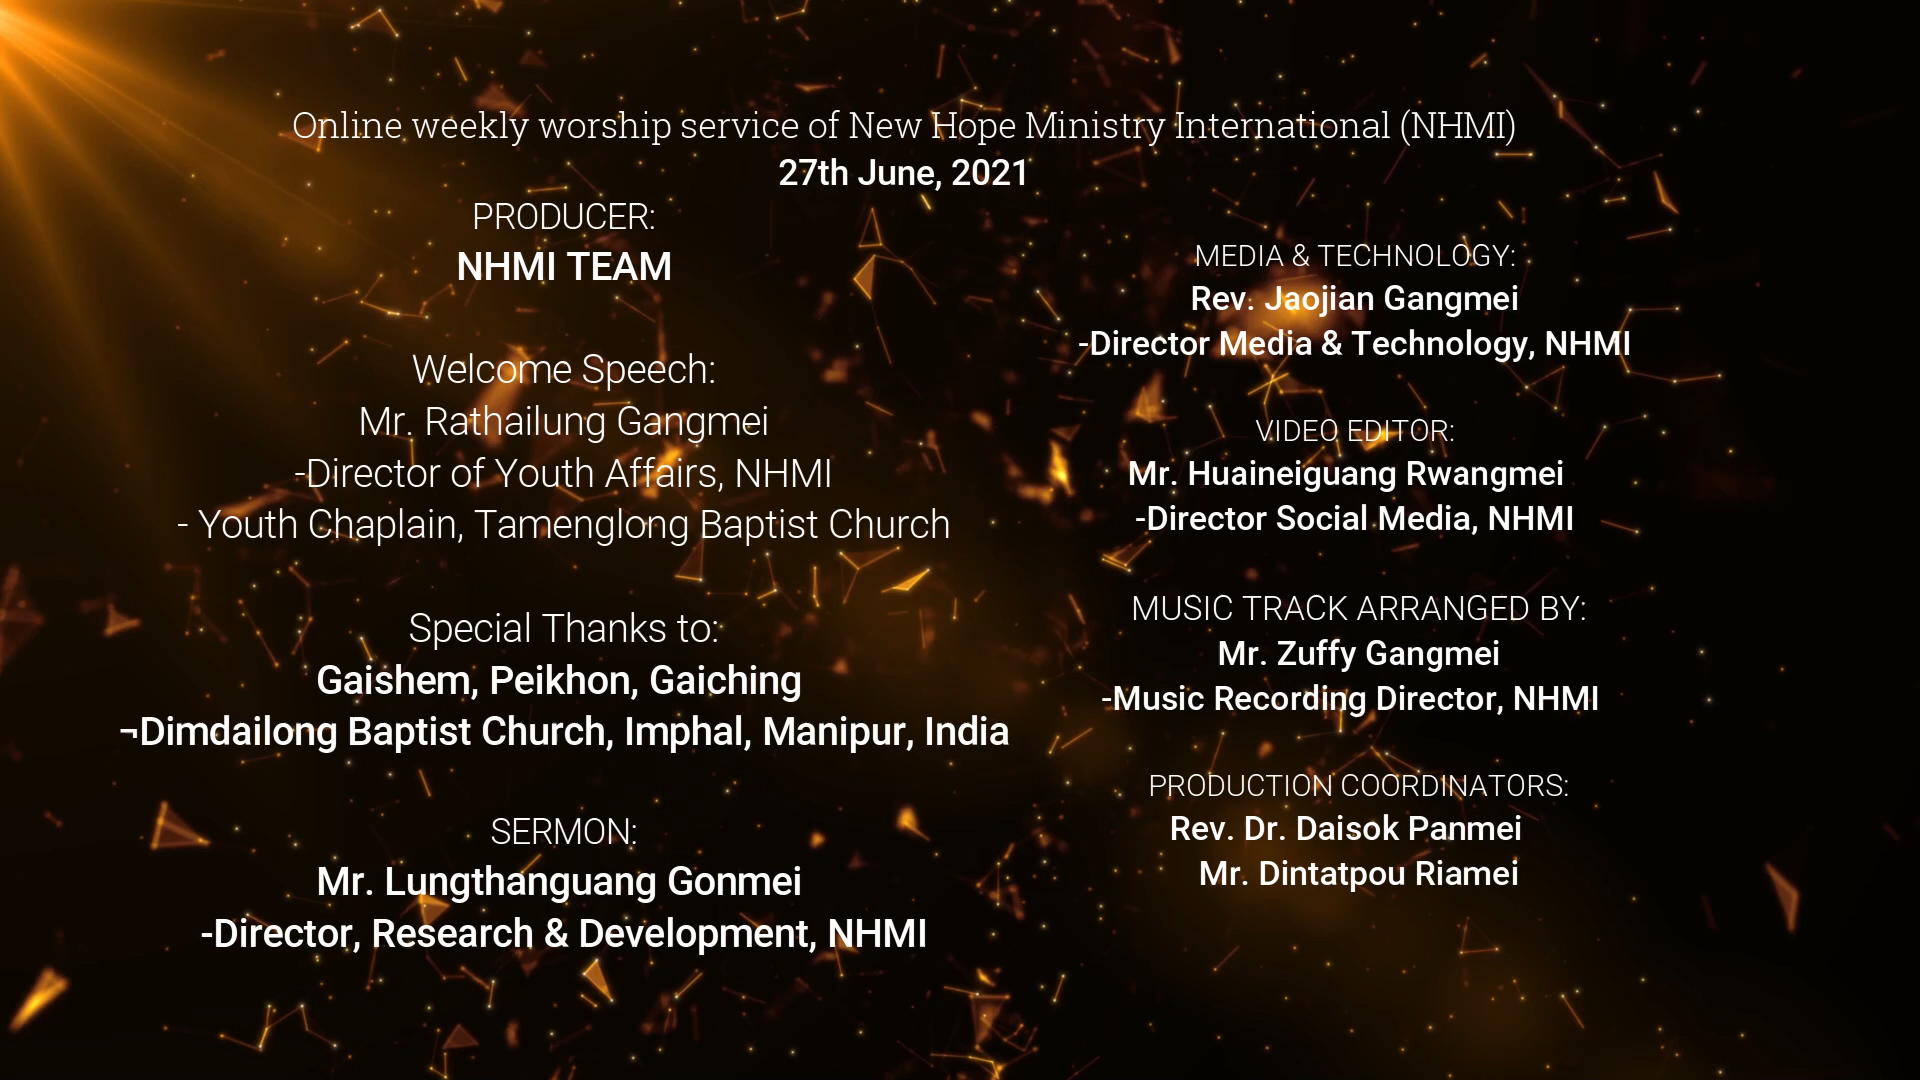 Online weekly worship service of New Hope Ministry International (NHMI)
27th June, 2021
PRODUCER:
NHMI TEAM
Welcome Speech:
Mr. Rathailung Gangmei
-Director of Youth Affairs, NHMI
- Youth Chaplain, Tamenglong Baptist Church
Special Thanks to:
Gaishem, Peikhon, Gaiching
¬Dimdailong Baptist Church, Imphal, Manipur, India
SERMON:
Mr. Lungthanguang Gonmei
-Director, Research & Development, NHMI
MEDIA & TECHNOLOGY:
Rev. Jaojian Gangmei
-Director Media & Technology, NHMI
VIDEO EDITOR:
Mr. Huaineiguang Rwangmei
-Director Social Media, NHMI
MUSIC TRACK ARRANGED BY:
Mr. Zuffy Gangmei
-Music Recording Director, NHMI
PRODUCTION COORDINATORS:
Rev. Dr. Daisok Panmei
Mr. Dintatpou Riamei